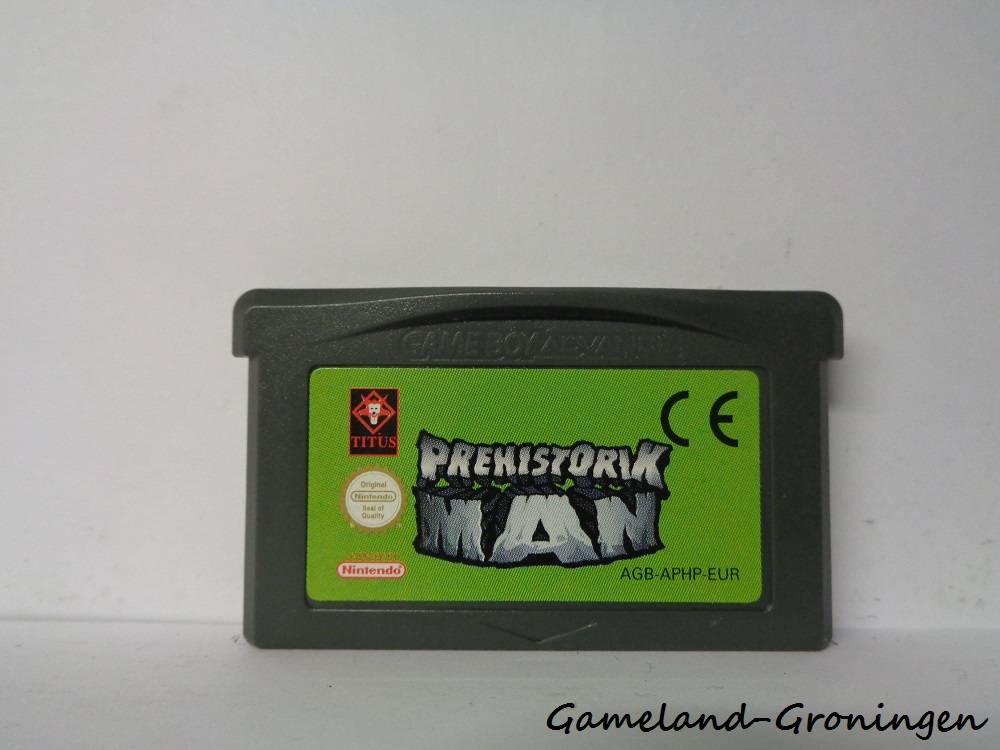 GAME BOY ADVANCE
TITUS
CE
PREHISTORIK
MAN
Original
Nintendo
Seal of
Quality
Nintendo
AGB-APHP-EUR
Gameland-Groningen